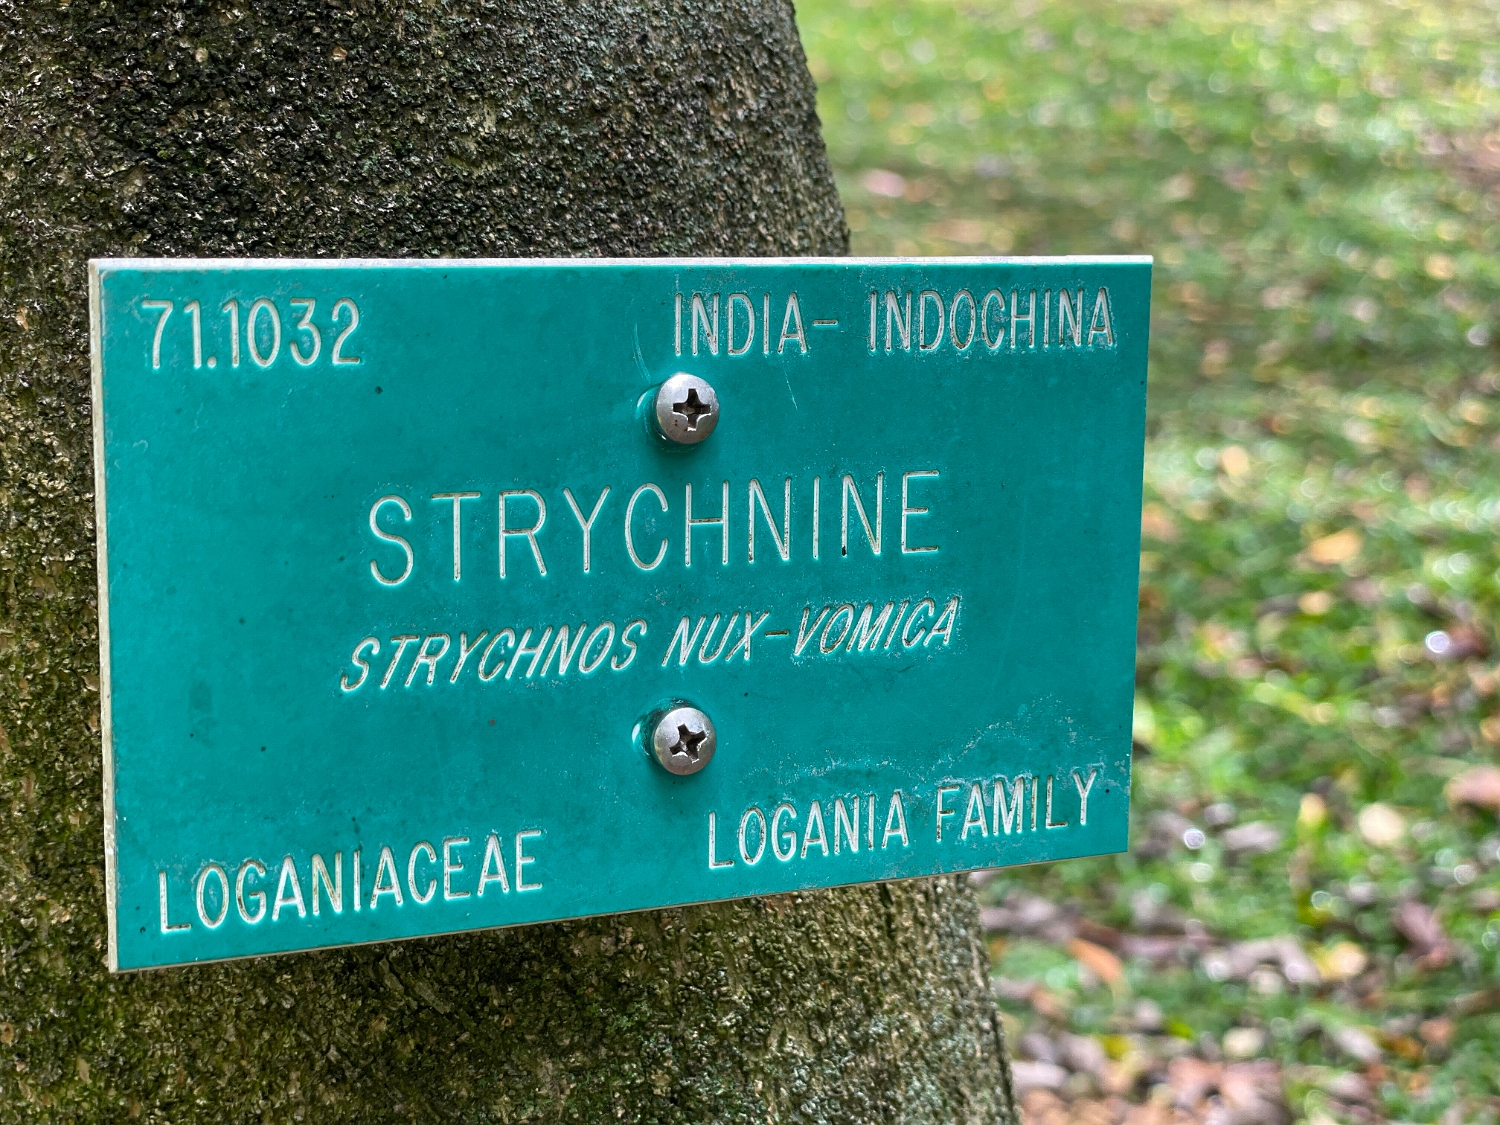 71.1032 INDIA- INDOCHINA
STRYCHNINE
STRYCHNOS NUX-VOMICA
LOGANIACEAE LOGANIA FAMILY